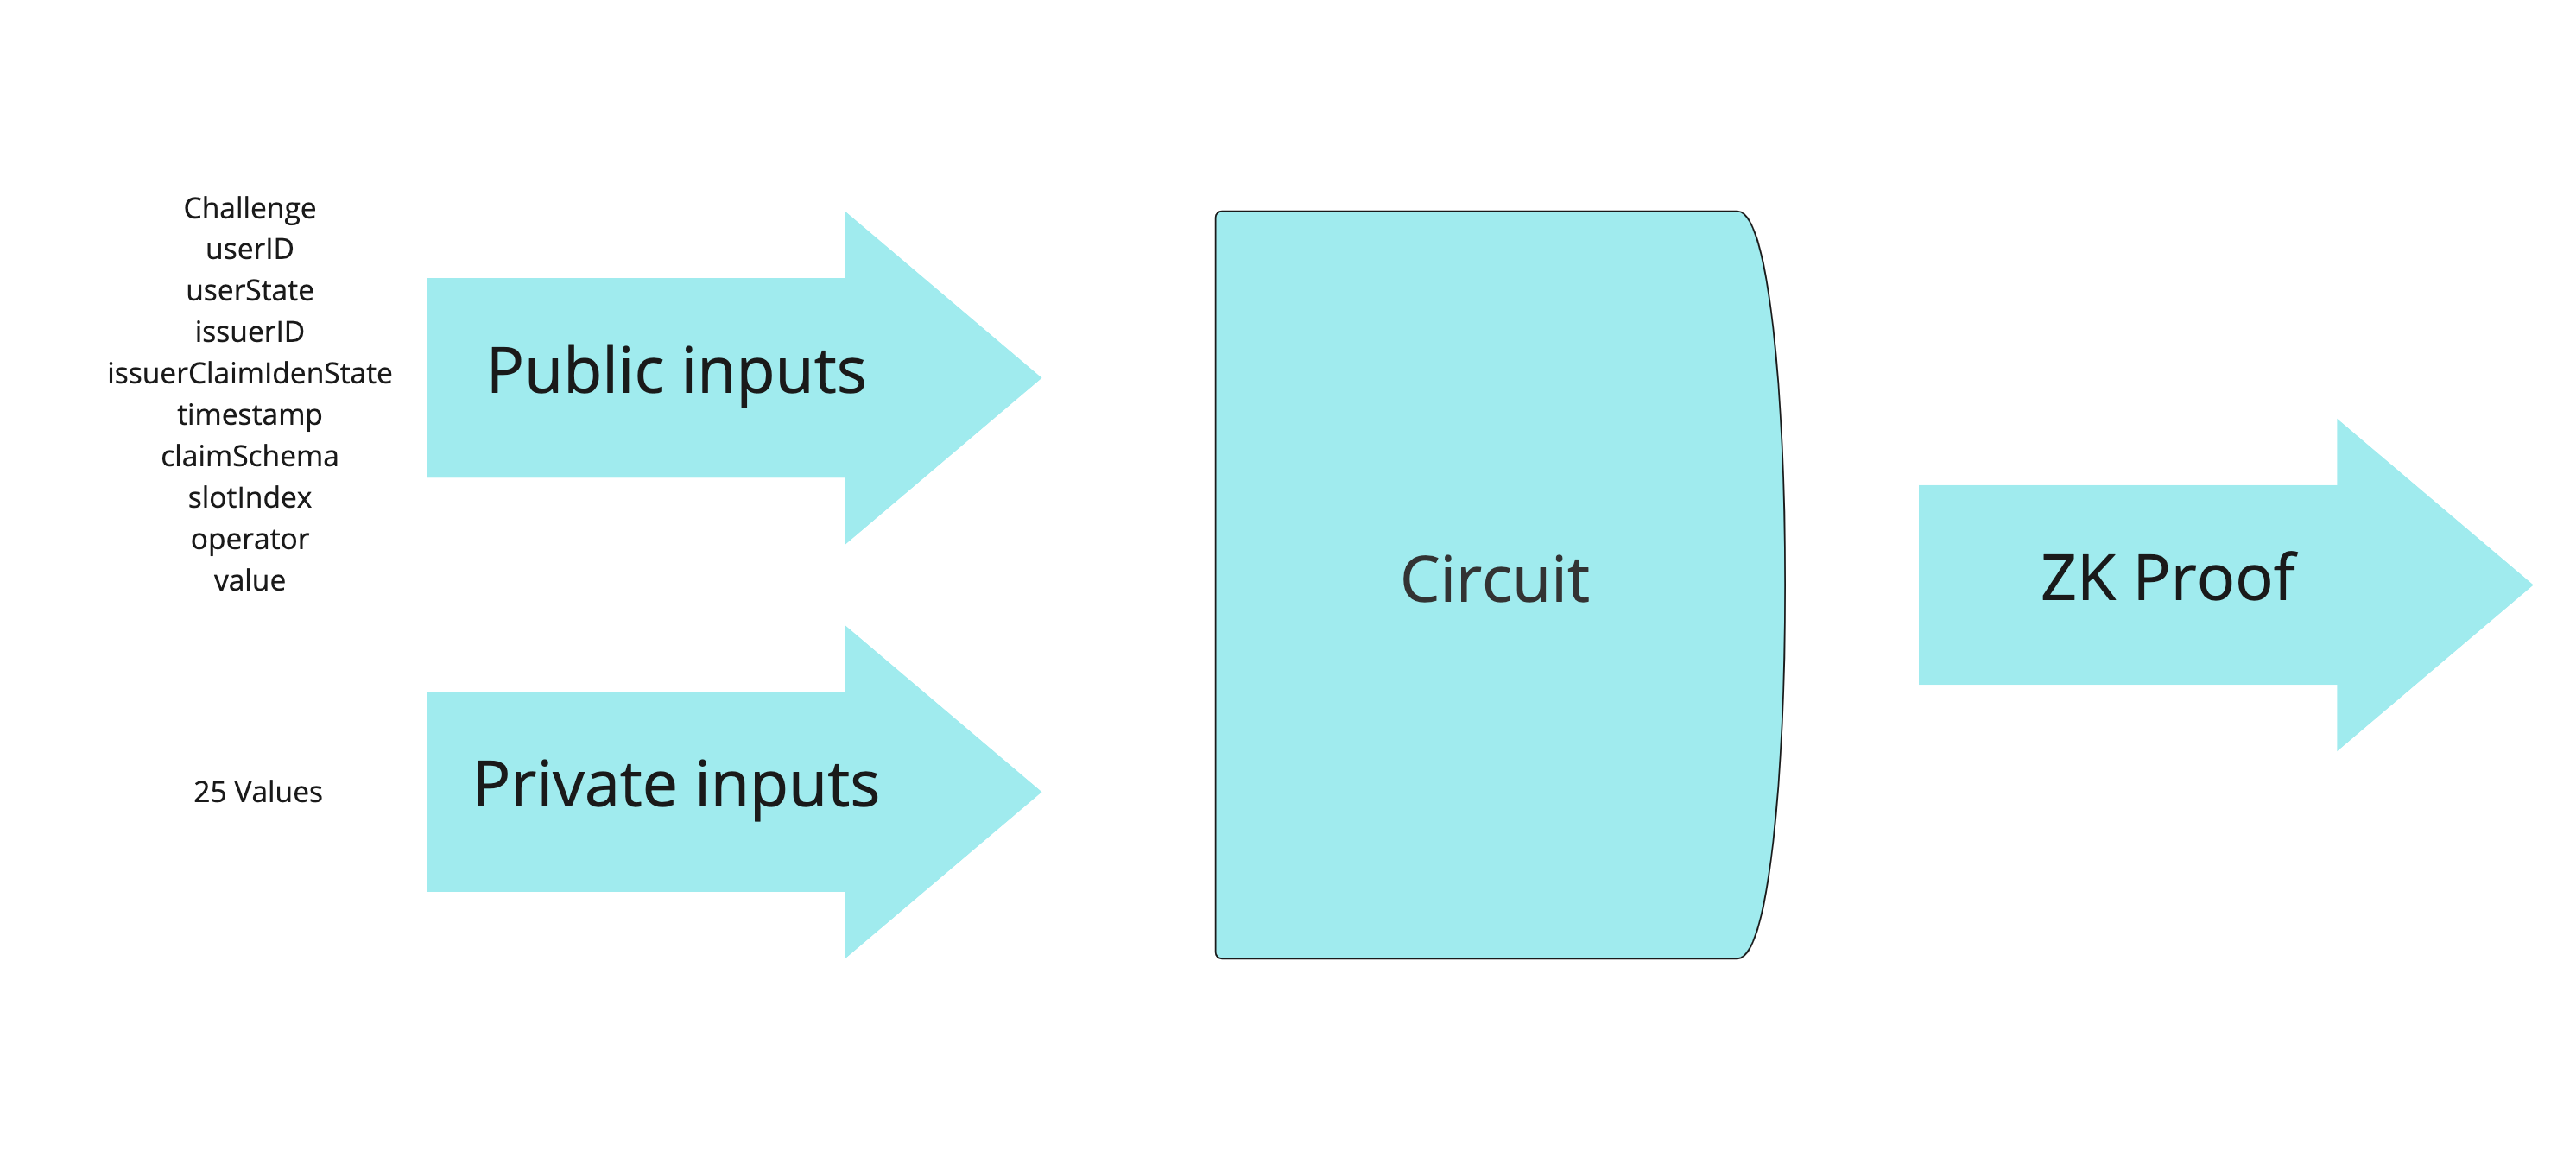 Challenge
userID
userState
issuerID
issuerClaimIdenState
timestamp
claimSchema
slotIndex
operator
value
Public inputs
25 Values
Private inputs
Circuit
ZK Proof